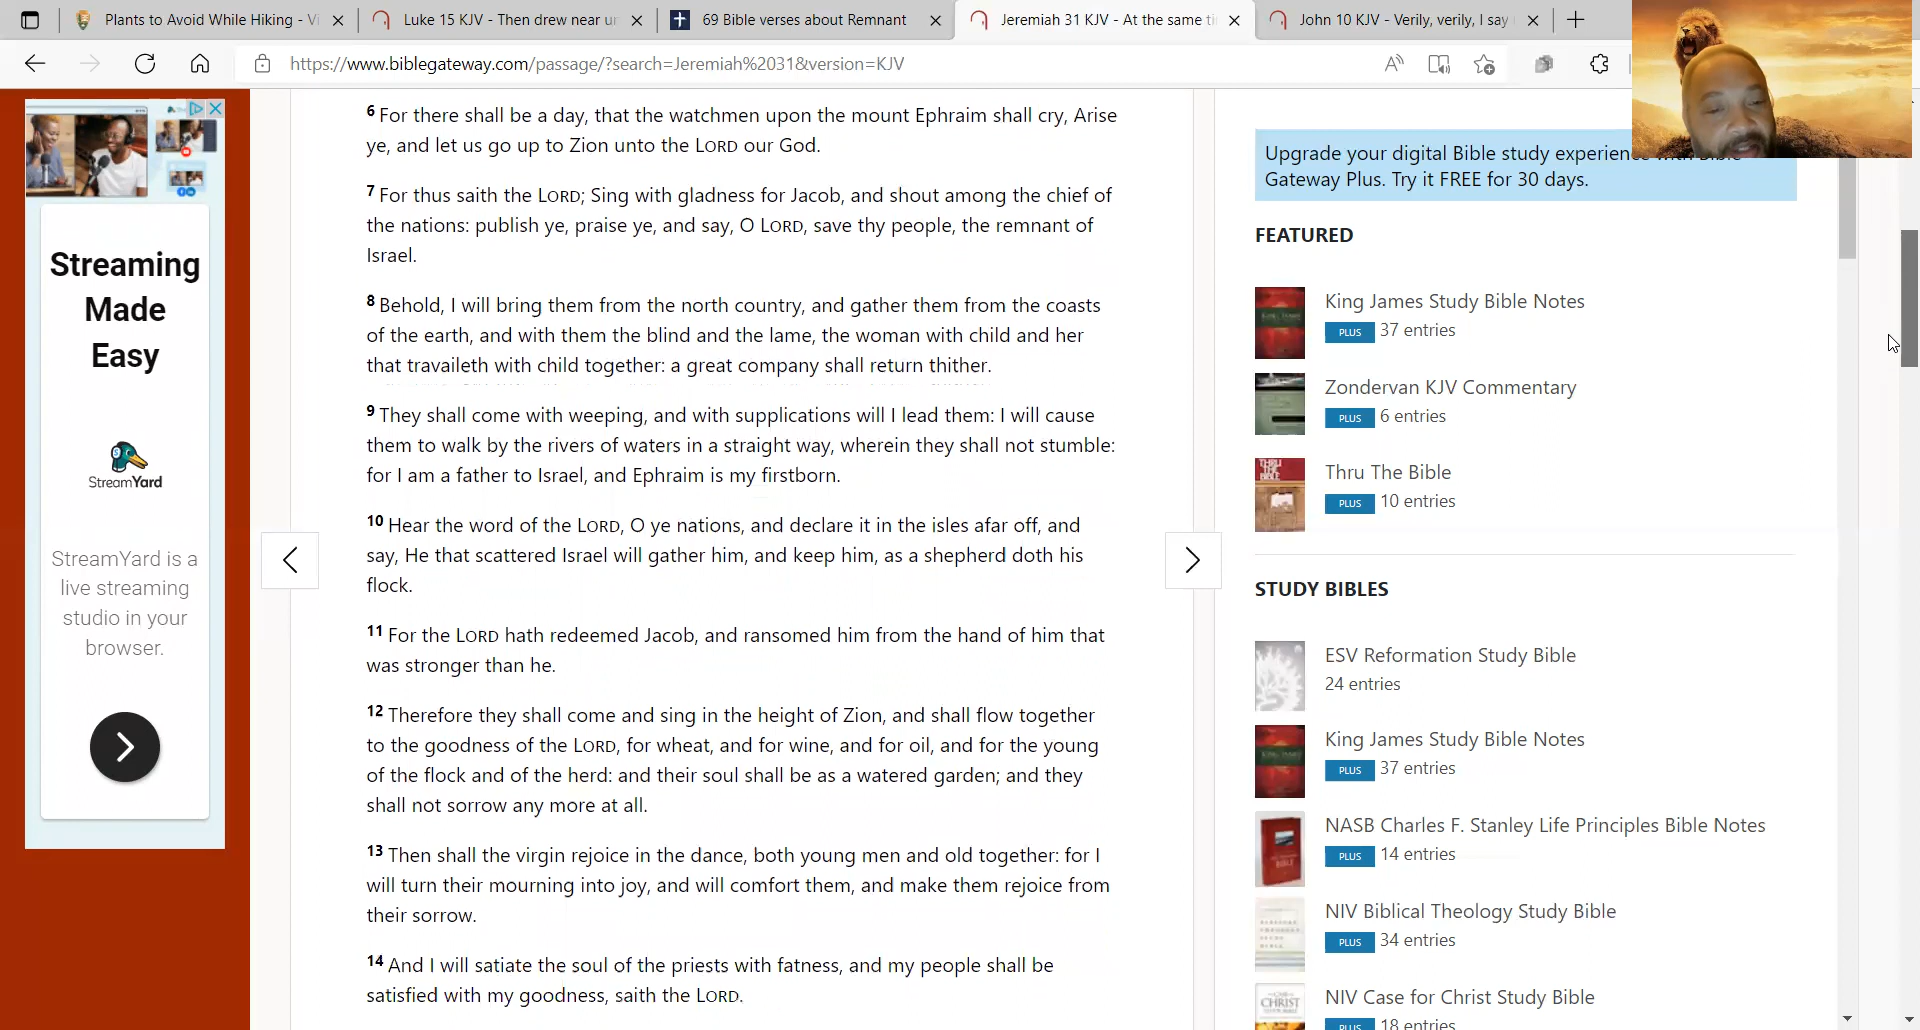 Plants to Avoid While Hiking - Vi
Luke 15 KJV - Then drew near un
69 Bible verses about Remnant
Jeremiah 31 KJV - At the same ti
John 10 KJV - Verily, verily, I say
https://www.biblegateway.com/passage/?search=Jeremiah%2031&version=KJV
Streaming
Made
Easy
StreamYard
StreamYard is a
live streaming
studio in your
browser.
6 For there shall be a day, that the watchmen upon the mount Ephraim shall cry, Arise
ye, and let us go up to Zion unto the LORD our God.
7 For thus saith the LORD; Sing with gladness for Jacob, and shout among the chief of
the nations: publish ye, praise ye, and say, O LORD, save thy people, the remnant of
Israel.
8 Behold, I will bring them from the north country, and gather them from the coasts
of the earth, and with them the blind and the lame, the woman with child and her
that travaileth with child together: a great company shall return thither.
9 They shall come with weeping, and with supplications will I lead them: I will cause
them to walk by the rivers of waters in a straight way, wherein they shall not stumble:
for I am a father to Israel, and Ephraim is my firstborn.
10 Hear the word of the LORD, O ye nations, and declare it in the isles afar off, and
say, He that scattered Israel will gather him, and keep him, as a shepherd doth his
flock.
11 For the LORD hath redeemed Jacob, and ransomed him from the hand of him that
was stronger than he.
12 Therefore they shall come and sing in the height of Zion, and shall flow together
to the goodness of the LORD, for wheat, and for wine, and for oil, and for the young
of the flock and of the herd: and their soul shall be as a watered garden; and they
shall not sorrow any more at all.
13 Then shall the virgin rejoice in the dance, both young men and old together: for I
will turn their mourning into joy, and will comfort them, and make them rejoice from
their sorrow.
14 And I will satiate the soul of the priests with fatness, and my people shall be
satisfied with my goodness, saith the LORD.
Upgrade your digital Bible study experience with Bible
Gateway Plus. Try it FREE for 30 days.
FEATURED
King James Study Bible Notes
PLUS 37 entries
Zondervan KJV Commentary
PLUS 6 entries
Thru The Bible
PLUS 10 entries
STUDY BIBLES
ESV Reformation Study Bible
24 entries
King James Study Bible Notes
PLUS 37 entries
NASB Charles F. Stanley Life Principles Bible Notes
PLUS 14 entries
NIV Biblical Theology Study Bible
PLUS 34 entries
NIV Case for Christ Study Bible
PLUS 18 entries